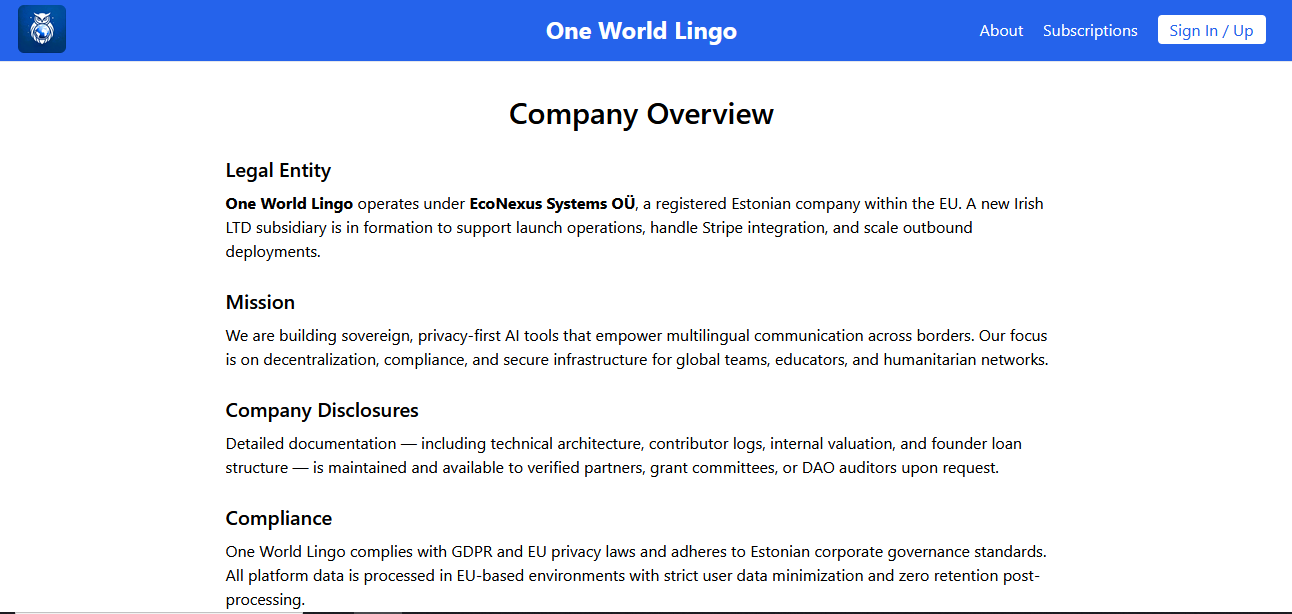 One World Lingo
About
Subscriptions
Sign In / Up
Company Overview
Legal Entity
One World Lingo operates under EcoNexus Systems OÜ, a registered Estonian company within the EU. A new Irish
LTD subsidiary is in formation to support launch operations, handle Stripe integration, and scale outbound
deployments.
Mission
We are building sovereign, privacy-first AI tools that empower multilingual communication across borders. Our focus
is on decentralization, compliance, and secure infrastructure for global teams, educators, and humanitarian networks.
Company Disclosures
Detailed documentation — including technical architecture, contributor logs, internal valuation, and founder loan
structure — is maintained and available to verified partners, grant committees, or DAO auditors upon request.
Compliance
One World Lingo complies with GDPR and EU privacy laws and adheres to Estonian corporate governance standards.
All platform data is processed in EU-based environments with strict user data minimization and zero retention post-
processing.